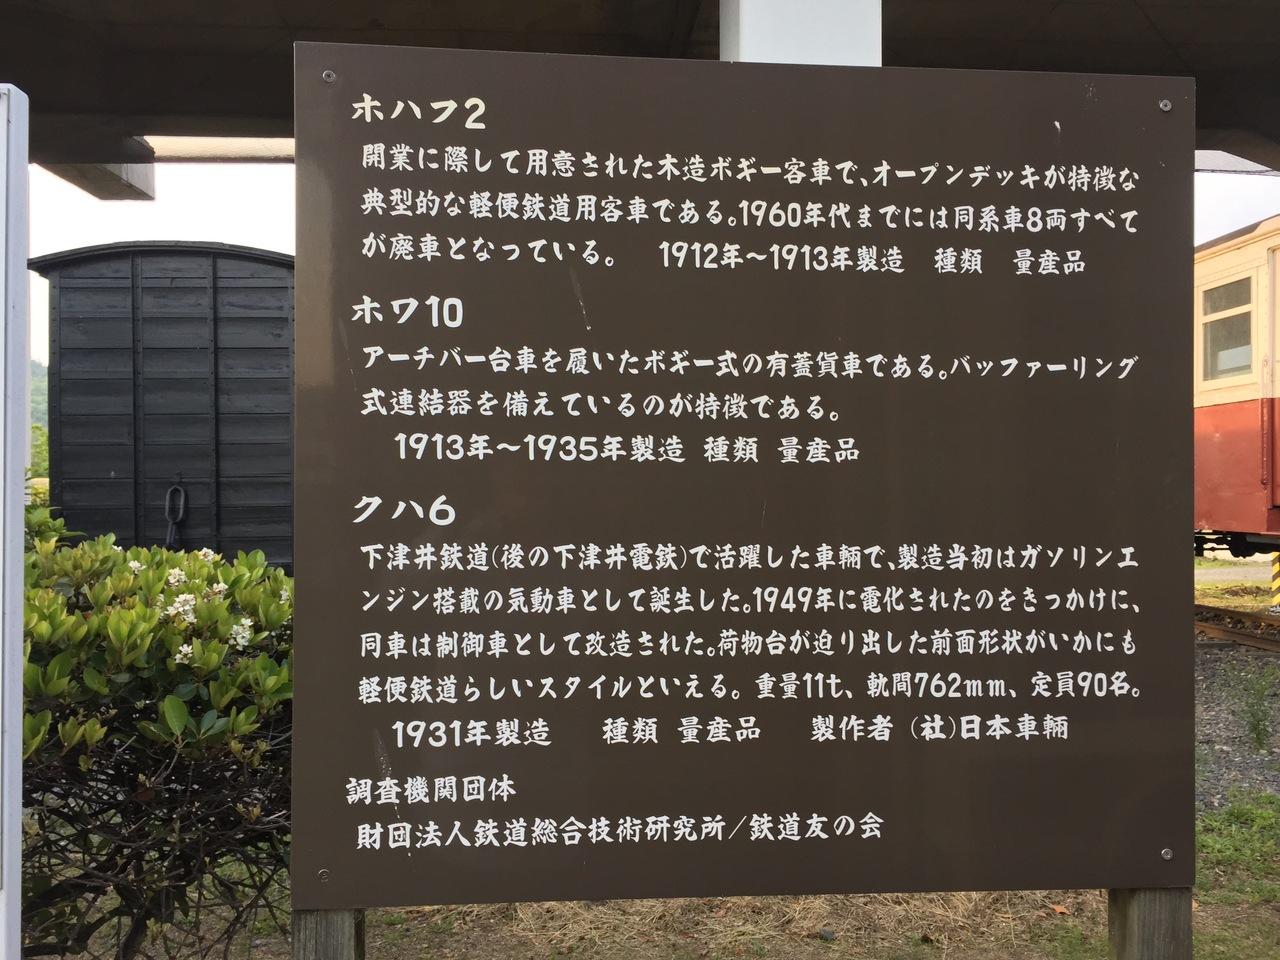 ホハフ2
開業に際して用意された木造ボギー客車で、オープンデッキが特徴な
典型的な軽便鉄道用客車である。1960年代までには同系車8両すべて
が廃車となっている。　1912年～1913年製造　種類　量産品
ホワ10
アーチバー台車を履いたボギー式の有蓋貨車である。バッファーリング
式連結器を備えているのが特徴である。
1913年～1935年製造 種類 量産品
クハ6
下津井鉄道(後の下津井電鉄)で活躍した車輌で、製造当初はガソリンエ
ンジン搭載の気動車として誕生した。1949年に電化されたのをきっかけに、
同車は制御車として改造された。荷物台が迫り出した前面形状がいかにも
軽便鉄道らしいスタイルといえる。重量11t、軌間762mm、定員90名。
1931年製造　種類 量産品　製作者 (社)日本車輌
調査機関団体
財団法人鉄道総合技術研究所/鉄道友の会